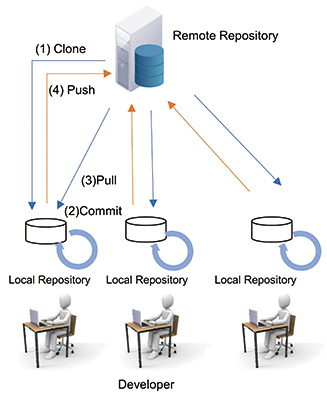 Remote Repository
(1) Clone
(4) Push
(3)Pull
(2)Commit
Local Repository
Local Repository
Local Repository
Developer